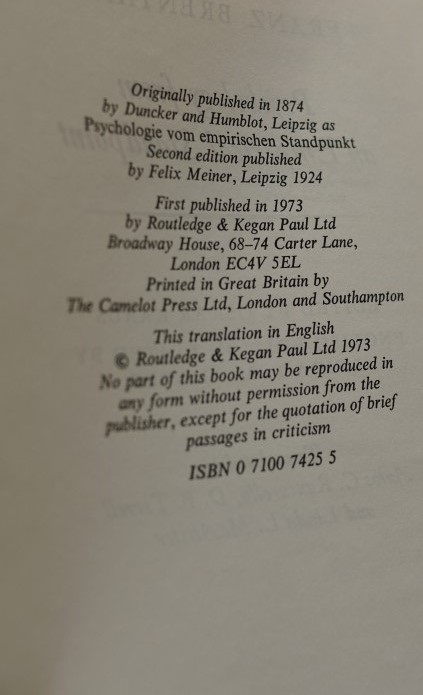 Originally published in 1874
by Duncker and Humblot, Leipzig as
Psychologie vom empirischen Standpunkt
Second edition published
by Felix Meiner, Leipzig 1924
First published in 1973
by Routledge & Kegan Paul Ltd
Broadway House, 68–74 Carter Lane,
London EC4V 5EL
Printed in Great Britain by
The Camelot Press Ltd, London and Southampton
This translation in English
© Routledge & Kegan Paul Ltd 1973
No part of this book may be reproduced in
any form without permission from the
publisher, except for the quotation of brief
passages in criticism
ISBN 0 7100 7425 5